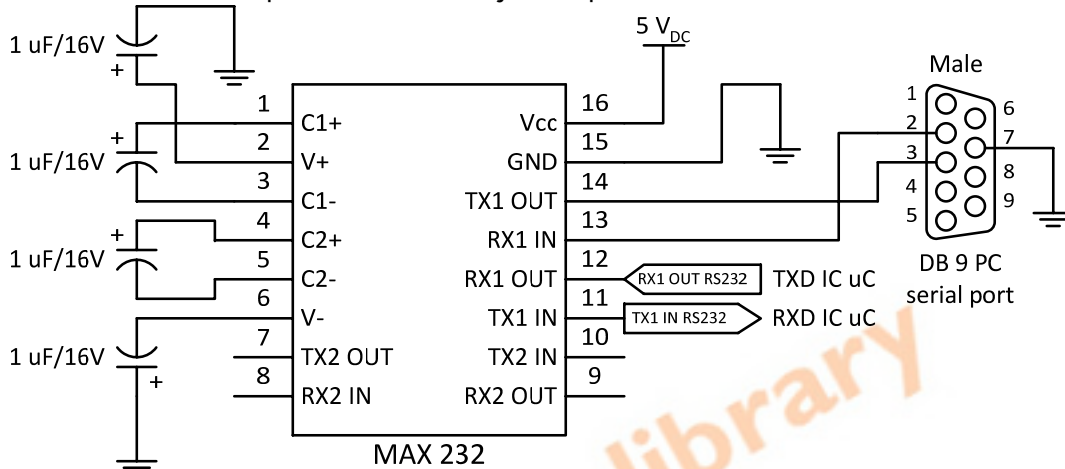 1 uF/16V
+
1 uF/16V
+
1 uF/16V
+
1 uF/16V
+
1
2
3
4
5
6
7
8
C1+
V+
C1-
C2+
C2-
V-
TX2 OUT
RX2 IN
Vcc
GND
TX1 OUT
RX1 IN
RX1 OUT
TX1 IN
TX2 IN
RX2 OUT
16
15
14
13
12
11
10
9
MAX 232
5 VDC
RX1 OUT RS232
TXD IC uC
TX1 IN RS232
RXD IC uC
Male
1
2
3
4
5
6
7
8
9
DB 9 PC
serial port
library